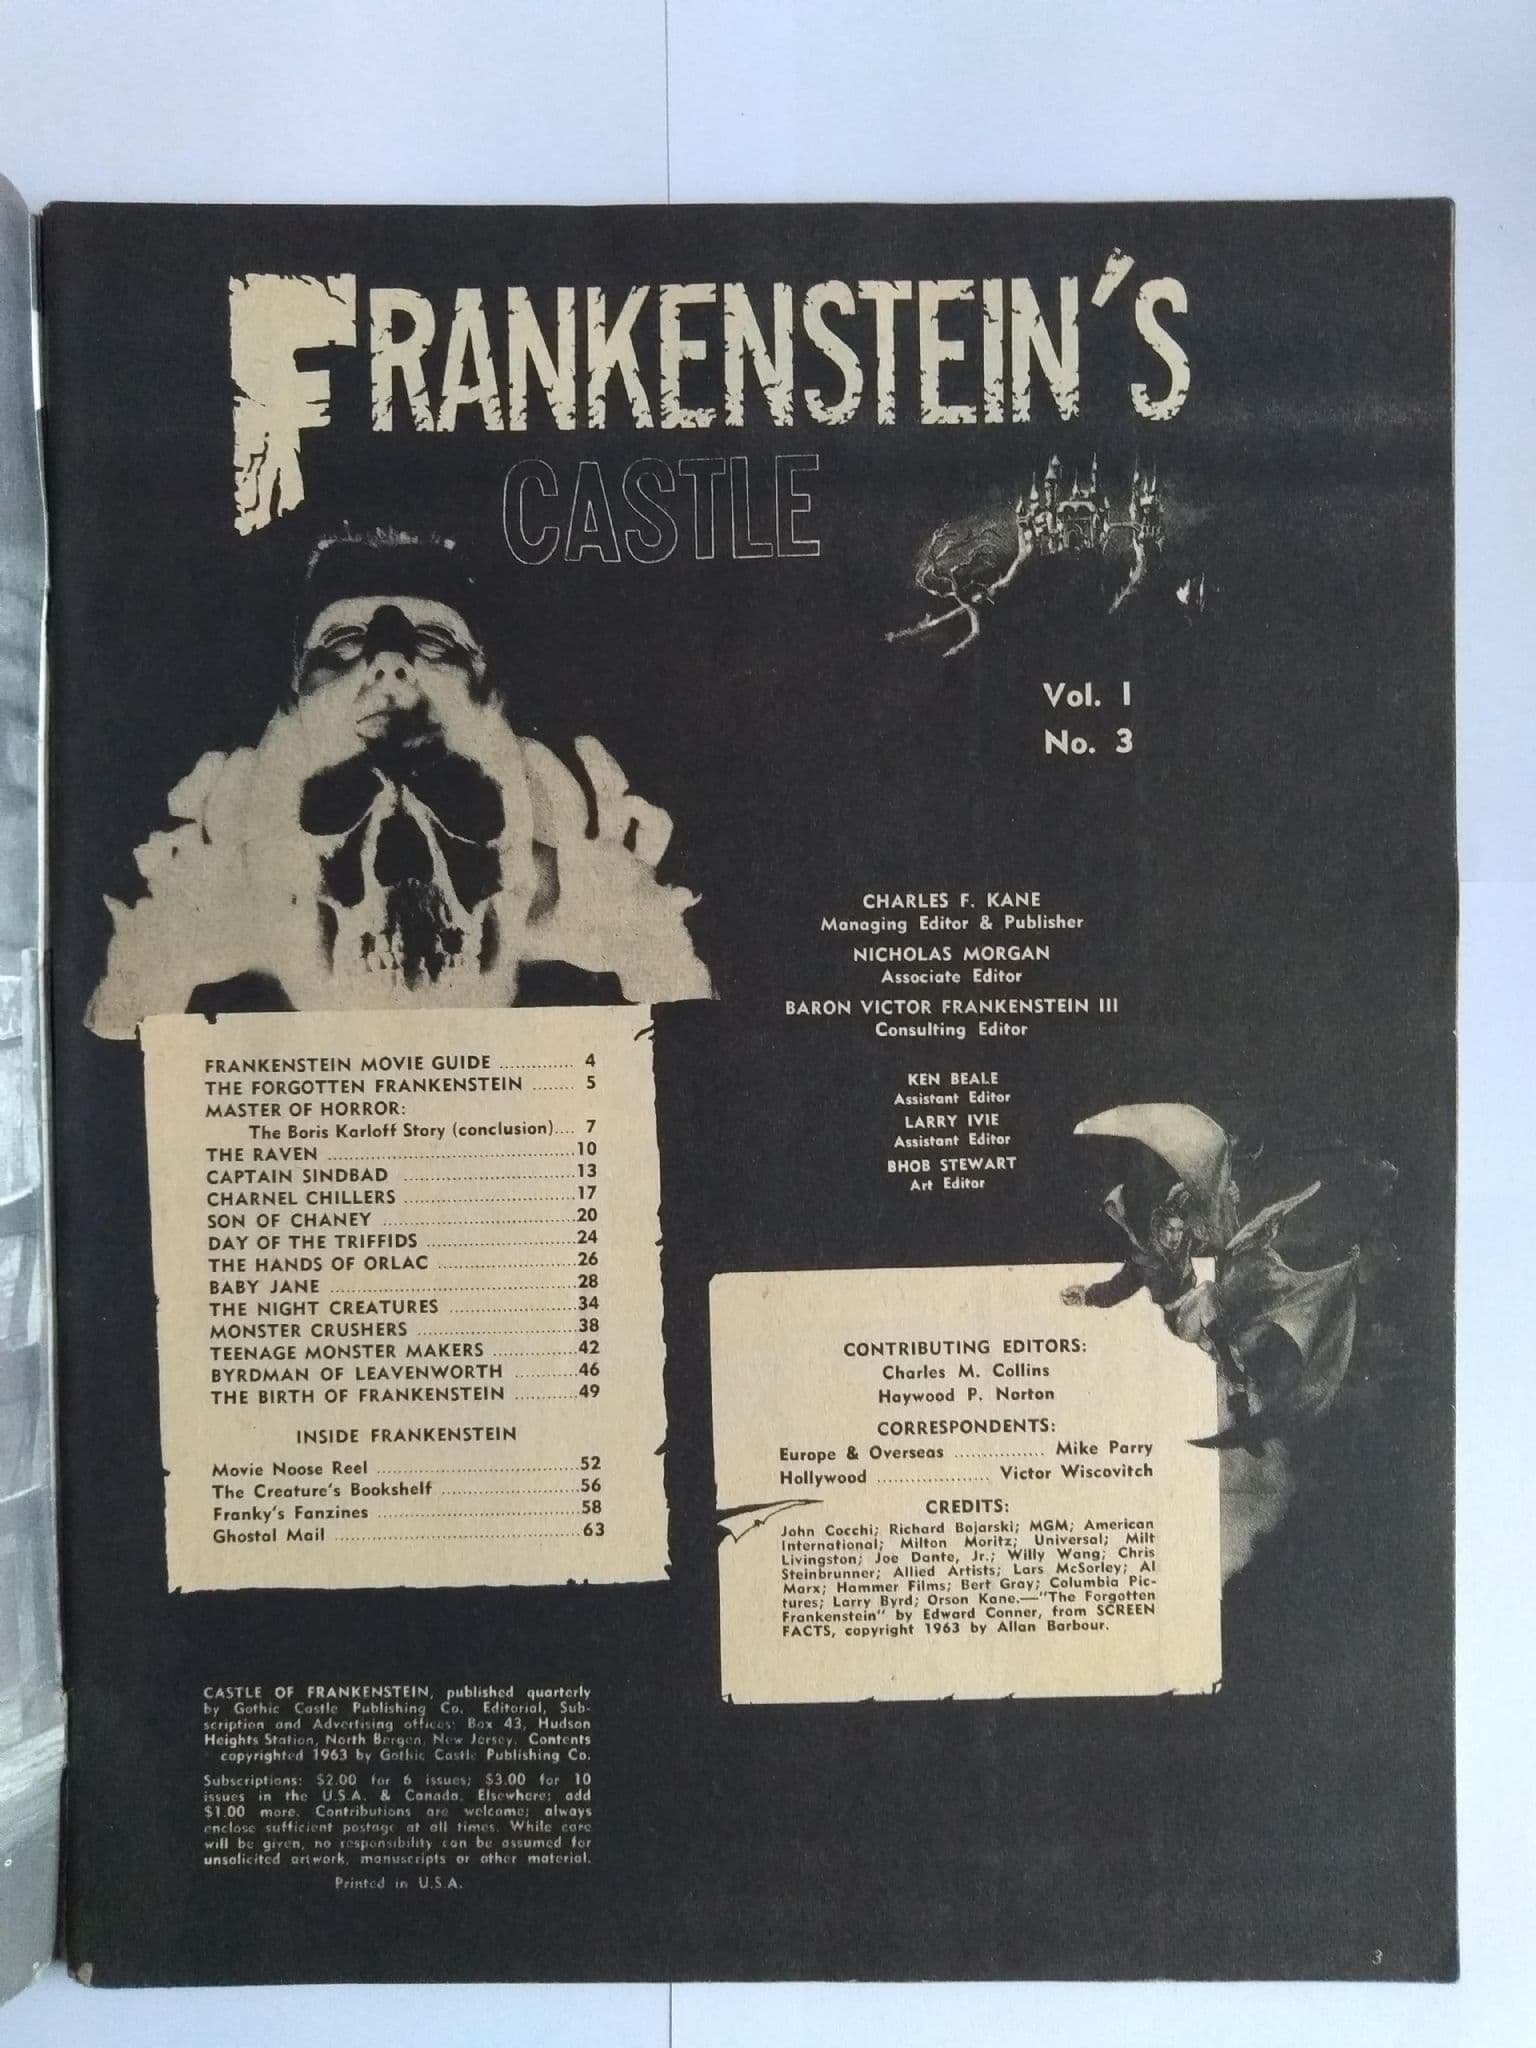 FRANKENSTEIN'S
CASTLE
Vol. 1
No. 3
CHARLES F. KANE
Managing Editor & Publisher
NICHOLAS MORGAN
Associate Editor
BARON VICTOR FRANKENSTEIN III
Consulting Editor
KEN BEALE
Assistant Editor
LARRY IVIE
Assistant Editor
BHOB STEWART
Art Editor
FRANKENSTEIN MOVIE GUIDE .............. 4
THE FORGOTTEN FRANKENSTEIN ........ 5
MASTER OF HORROR:
The Boris Karloff Story (conclusion).... 7
THE RAVEN ..........................................10
CAPTAIN SINDBAD .............................13
CHARNEL CHILLERS .............................17
SON OF CHANEY .................................20
DAY OF THE TRIFFIDS .........................24
THE HANDS OF ORLAC .......................26
BABY JANE ..........................................28
THE NIGHT CREATURES .....................34
MONSTER CRUSHERS ...........................38
TEENAGE MONSTER MAKERS ..............42
BYRDMAN OF LEAVENWORTH ...........46
THE BIRTH OF FRANKENSTEIN ...........49
INSIDE FRANKENSTEIN
Movie Noose Reel ..................................52
The Creature's Bookshelf .......................56
Franky's Fanzines ..................................58
Ghostal Mail ..........................................63
CONTRIBUTING EDITORS:
Charles M. Collins
Haywood P. Norton
CORRESPONDENTS:
Europe & Overseas ............... Mike Parry
Hollywood .................... Victor Wiscovitch
CREDITS:
John Cocchi; Richard Bojarski; MGM; American
International; Milton Moritz; Universal; Milt
Livingston; Joe Dante, Jr.; Willy Wang; Chris
Steinbrunner; Allied Artists; Lars McSorley; Al
Marx; Hammer Films; Bert Gray; Columbia Pic-
tures; Larry Byrd; Orson Kane.—"The Forgotten
Frankenstein" by Edward Conner, from SCREEN
FACTS, copyright 1963 by Allan Barbour.
CASTLE OF FRANKENSTEIN, published quarterly
by Gothic Castle Publishing Co. Editorial, Sub-
scription and Advertising offices: Box 43, Hudson
Heights Station, North Bergen, New Jersey. Contents
copyrighted 1963 by Gothic Castle Publishing Co.
Subscriptions: $2.00 for 6 issues; $3.00 for 10
issues in the U.S.A. & Canada. Elsewhere: add
$1.00 more. Contributions are welcome; always
enclose sufficient postage at all times. While care
will be given, no responsibility can be assumed for
unsolicited artwork, manuscripts or other material.
Printed in U.S.A.
3